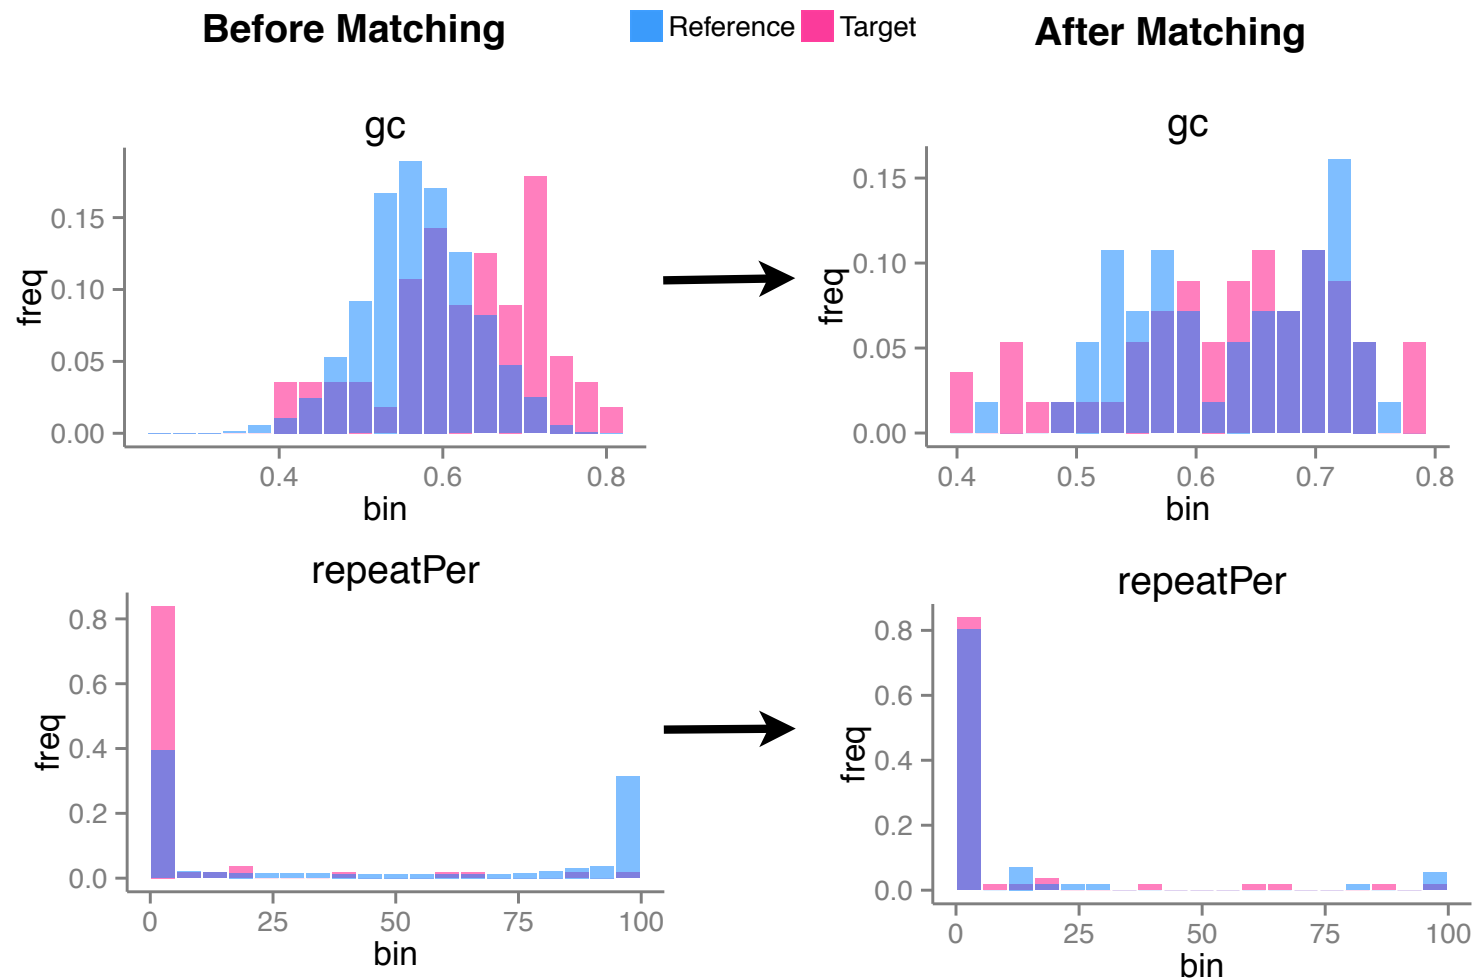 Before Matching
Reference Target
After Matching
gc
freq
0.15
0.10
0.05
0.00
0.4 0.6 0.8
bin
gc
freq
0.15
0.10
0.05
0.00
0.4 0.5 0.6 0.7 0.8
bin
repeatPer
freq
0.8
0.6
0.4
0.2
0.0
0 25 50 75 100
bin
repeatPer
freq
0.8
0.6
0.4
0.2
0.0
0 25 50 75 100
bin